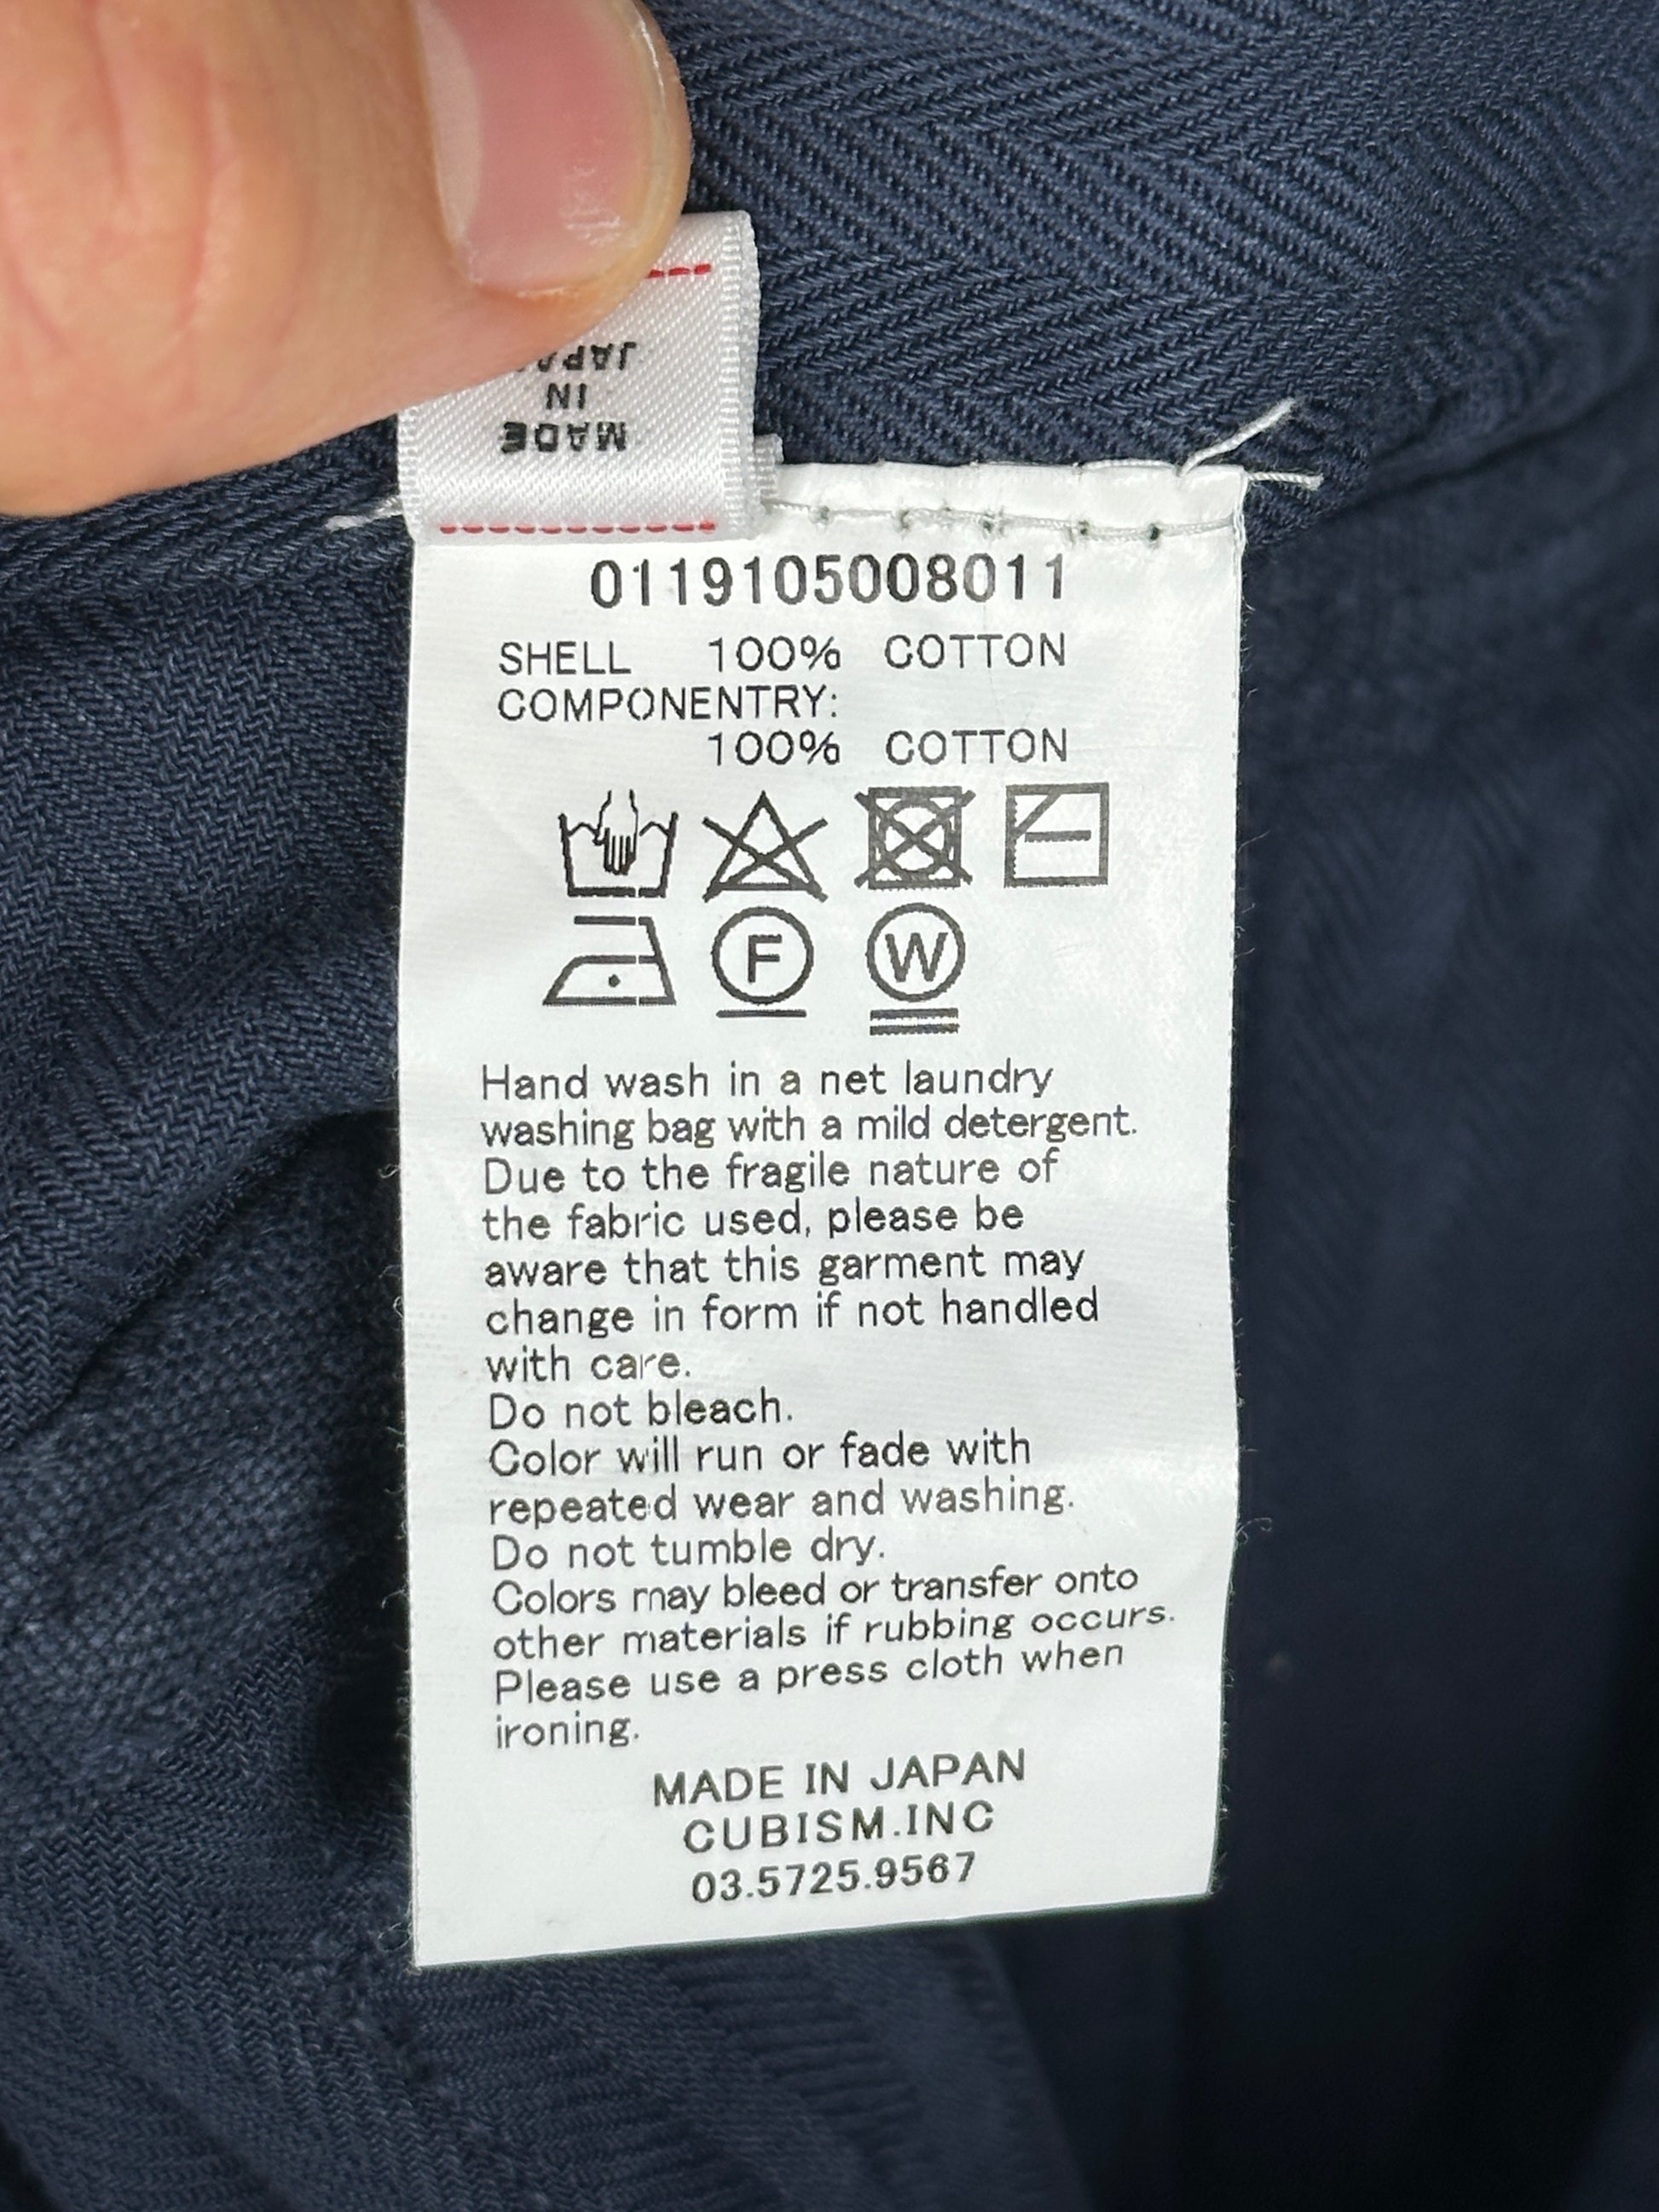 MADE
IN
JAPAN
0119105008011
SHELL 100% COTTON
COMPONENTRY:
100% COTTON
F W
Hand wash in a net laundry
washing bag with a mild detergent.
Due to the fragile nature of
the fabric used, please be
aware that this garment may
change in form if not handled
with care.
Do not bleach.
Color will run or fade with
repeated wear and washing.
Do not tumble dry.
Colors may bleed or transfer onto
other materials if rubbing occurs.
Please use a press cloth when
ironing.
MADE IN JAPAN
CUBISM.INC
03.5725.9567